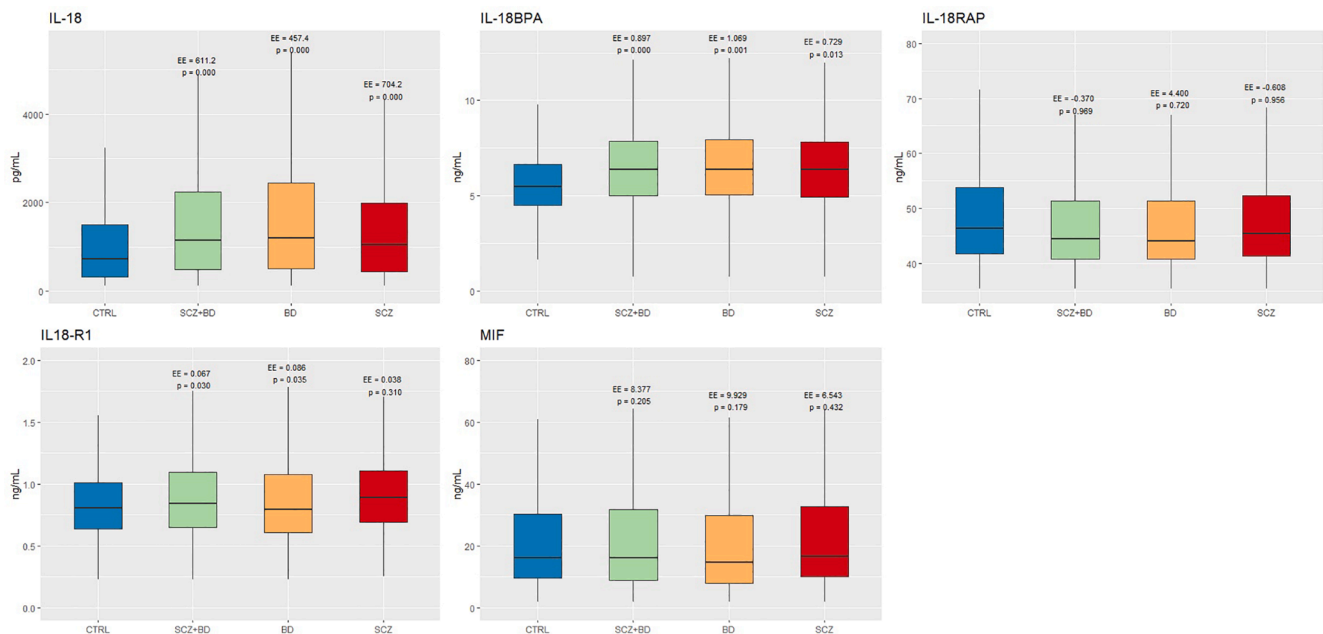 IL-18
EE = 611.2
p = 0.000
EE = 457.4
p = 0.000
EE = 704.2
p = 0.000
pg/mL
4000
2000
0
CTRL
SCZ+BD
BD
SCZ
IL-18BPA
EE = 0.897
p = 0.000
EE = 1.069
p = 0.001
EE = 0.729
p = 0.013
ng/mL
10
5
0
CTRL
SCZ+BD
BD
SCZ
IL-18RAP
EE = -0.370
p = 0.969
EE = 4.400
p = 0.720
EE = -0.608
p = 0.956
ng/mL
80
70
60
50
40
CTRL
SCZ+BD
BD
SCZ
IL18-R1
EE = 0.067
p = 0.030
EE = 0.086
p = 0.035
EE = 0.038
p = 0.310
ng/mL
2.0
1.5
1.0
0.5
0.0
CTRL
SCZ+BD
BD
SCZ
MIF
EE = 8.377
p = 0.205
EE = 9.929
p = 0.179
EE = 6.543
p = 0.432
ng/mL
80
60
40
20
0
CTRL
SCZ+BD
BD
SCZ